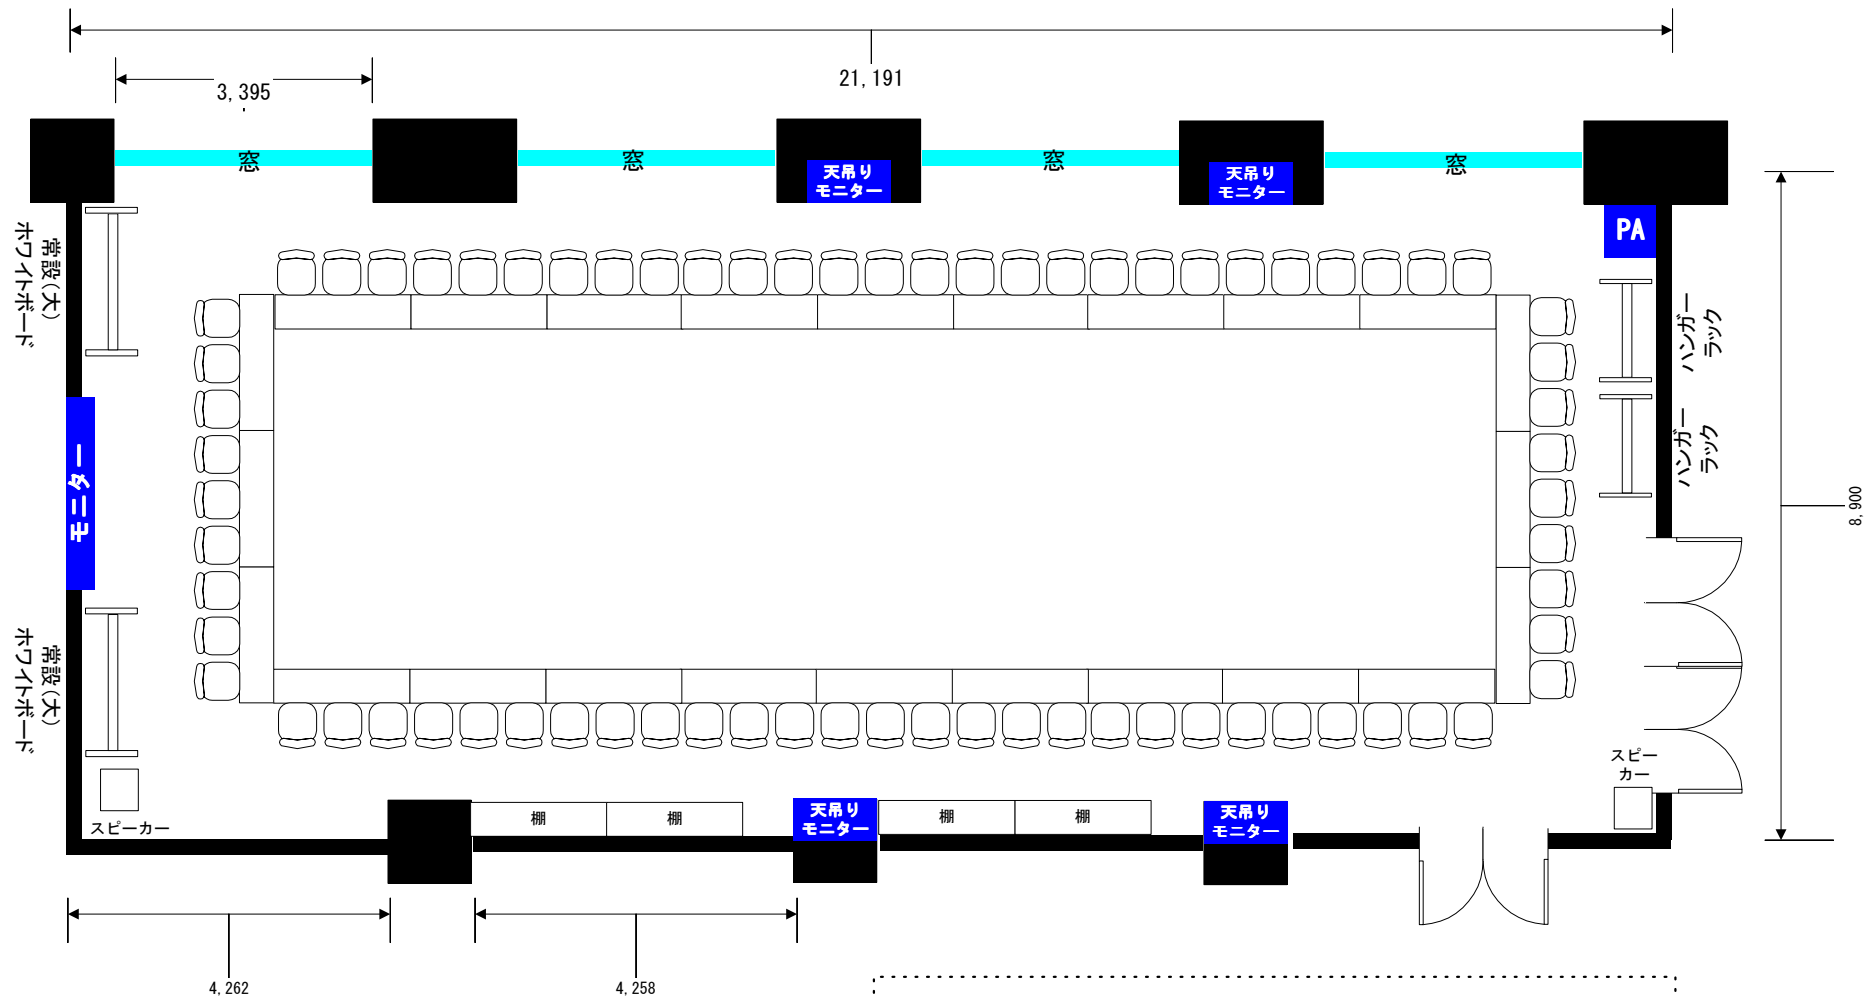 21,191
3,395
窓
窓
窓
窓
天吊り
モニター
天吊り
モニター
PA
常設(大)
ホワイトボード
ハンガー
ラック
ハンガー
ラック
モニター
8,900
常設(大)
ホワイトボード
スピーカー
スピー
カー
棚
棚
天吊り
モニター
棚
棚
天吊り
モニター
4,262
4,258